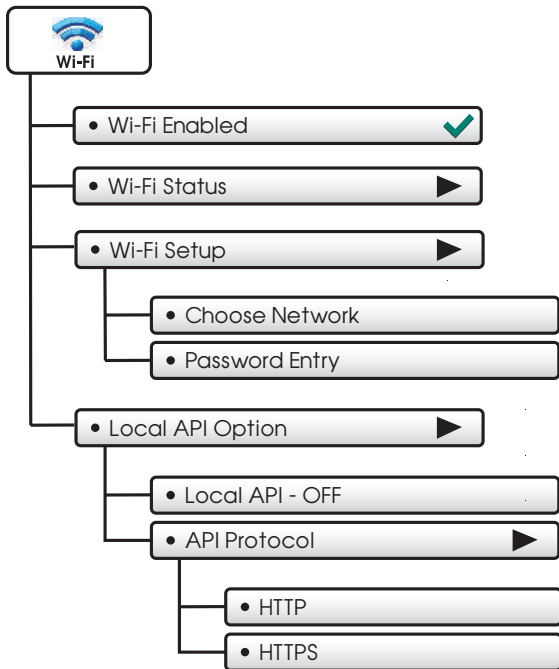 Wi-Fi
• Wi-Fi Enabled
• Wi-Fi Status
• Wi-Fi Setup
• Choose Network
• Password Entry
• Local API Option
• Local API - OFF
• API Protocol
• HTTP
• HTTPS